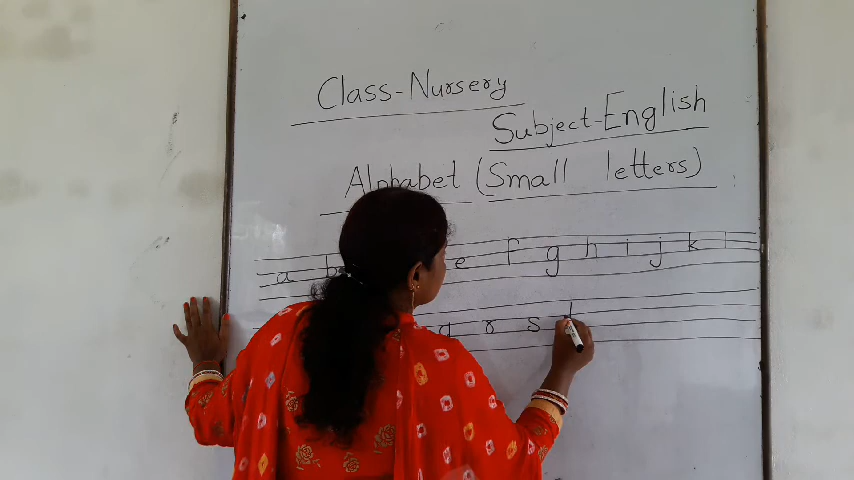 Class-Nursery
Subject-English
Alphabet (Small letters)
a b e f g h i j k l
q r s t